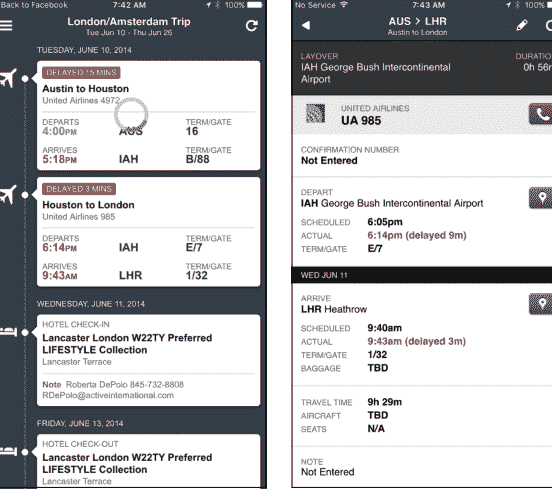 Back to Facebook 7:42 AM 100%
London/Amsterdam Trip
Tue Jun 10 - Thu Jun 26
TUESDAY, JUNE 10, 2014
DELAYED 15 MINS
Austin to Houston
United Airlines 4972
DEPARTS TERM/GATE
4:00PM AUS 16
ARRIVES TERM/GATE
5:18PM IAH B/88
DELAYED 3 MINS
Houston to London
United Airlines 985
DEPARTS TERM/GATE
6:14PM IAH E/7
ARRIVES TERM/GATE
9:43AM LHR 1/32
WEDNESDAY, JUNE 11, 2014
HOTEL CHECK-IN
Lancaster London W22TY Preferred
LIFESTYLE Collection
Lancaster Terrace
Note Roberta DePolo 845-732-8808
RDePolo@activeinternational.com
FRIDAY, JUNE 13, 2014
HOTEL CHECK-OUT
Lancaster London W22TY Preferred
LIFESTYLE Collection
Lancaster Terrace
No Service 7:43 AM 100%
AUS > LHR
Austin to London
LAYOVER DURATIO
IAH George Bush Intercontinental 0h 56m
Airport
UNITED AIRLINES
UA 985
CONFIRMATION NUMBER
Not Entered
DEPART
IAH George Bush Intercontinental Airport
SCHEDULED 6:05pm
ACTUAL 6:14pm (delayed 9m)
TERM/GATE E/7
WED JUN 11
ARRIVE
LHR Heathrow
SCHEDULED 9:40am
ACTUAL 9:43am (delayed 3m)
TERM/GATE 1/32
BAGGAGE TBD
TRAVEL TIME 9h 29m
AIRCRAFT TBD
SEATS N/A
NOTE
Not Entered